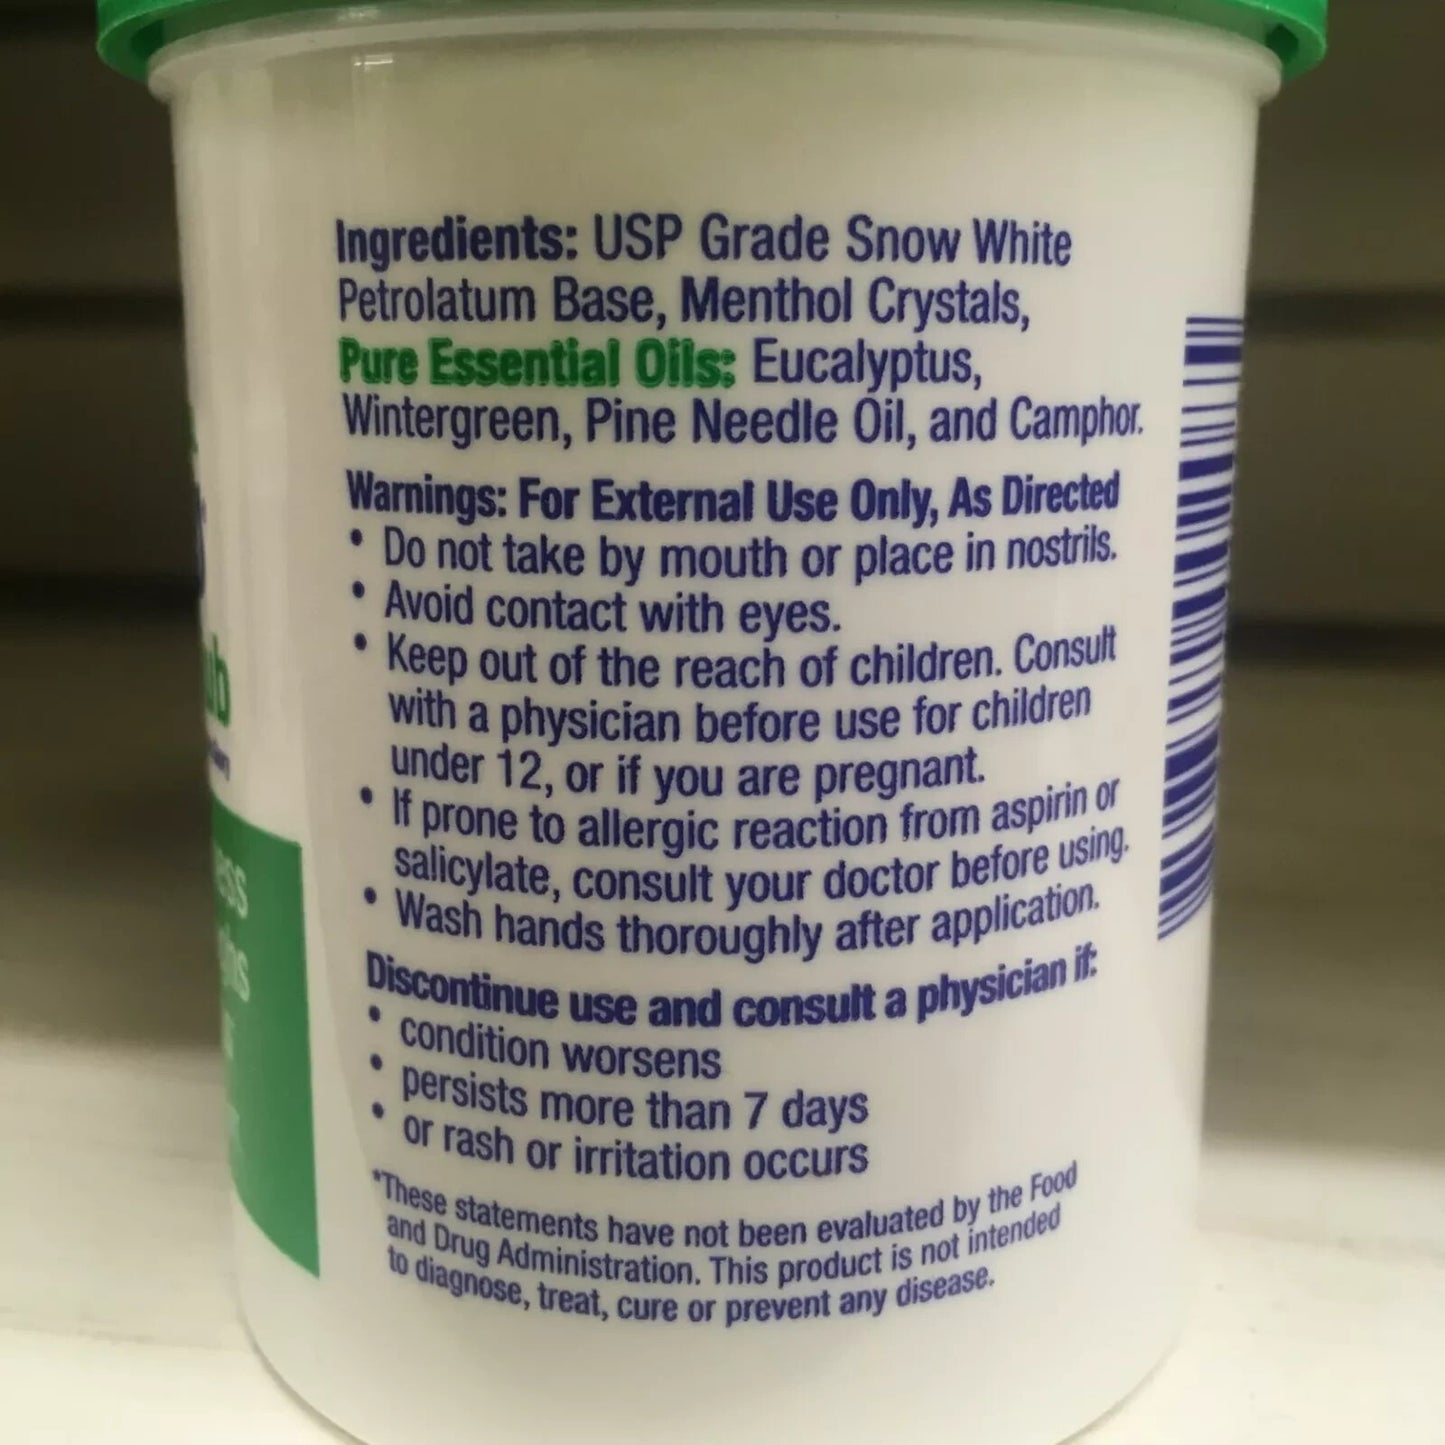 Ingredients: USP Grade Snow White
Petrolatum Base, Menthol Crystals,
Pure Essential Oils: Eucalyptus,
Wintergreen, Pine Needle Oil, and Camphor.
Warnings: For External Use Only, As Directed
• Do not take by mouth or place in nostrils.
• Avoid contact with eyes.
• Keep out of the reach of children. Consult
with a physician before use for children
under 12, or if you are pregnant.
• If prone to allergic reaction from aspirin or
salicylate, consult your doctor before using.
• Wash hands thoroughly after application.
Discontinue use and consult a physician if:
• condition worsens
• persists more than 7 days
• or rash or irritation occurs
*These statements have not been evaluated by the Food
and Drug Administration. This product is not intended
to diagnose, treat, cure or prevent any disease.